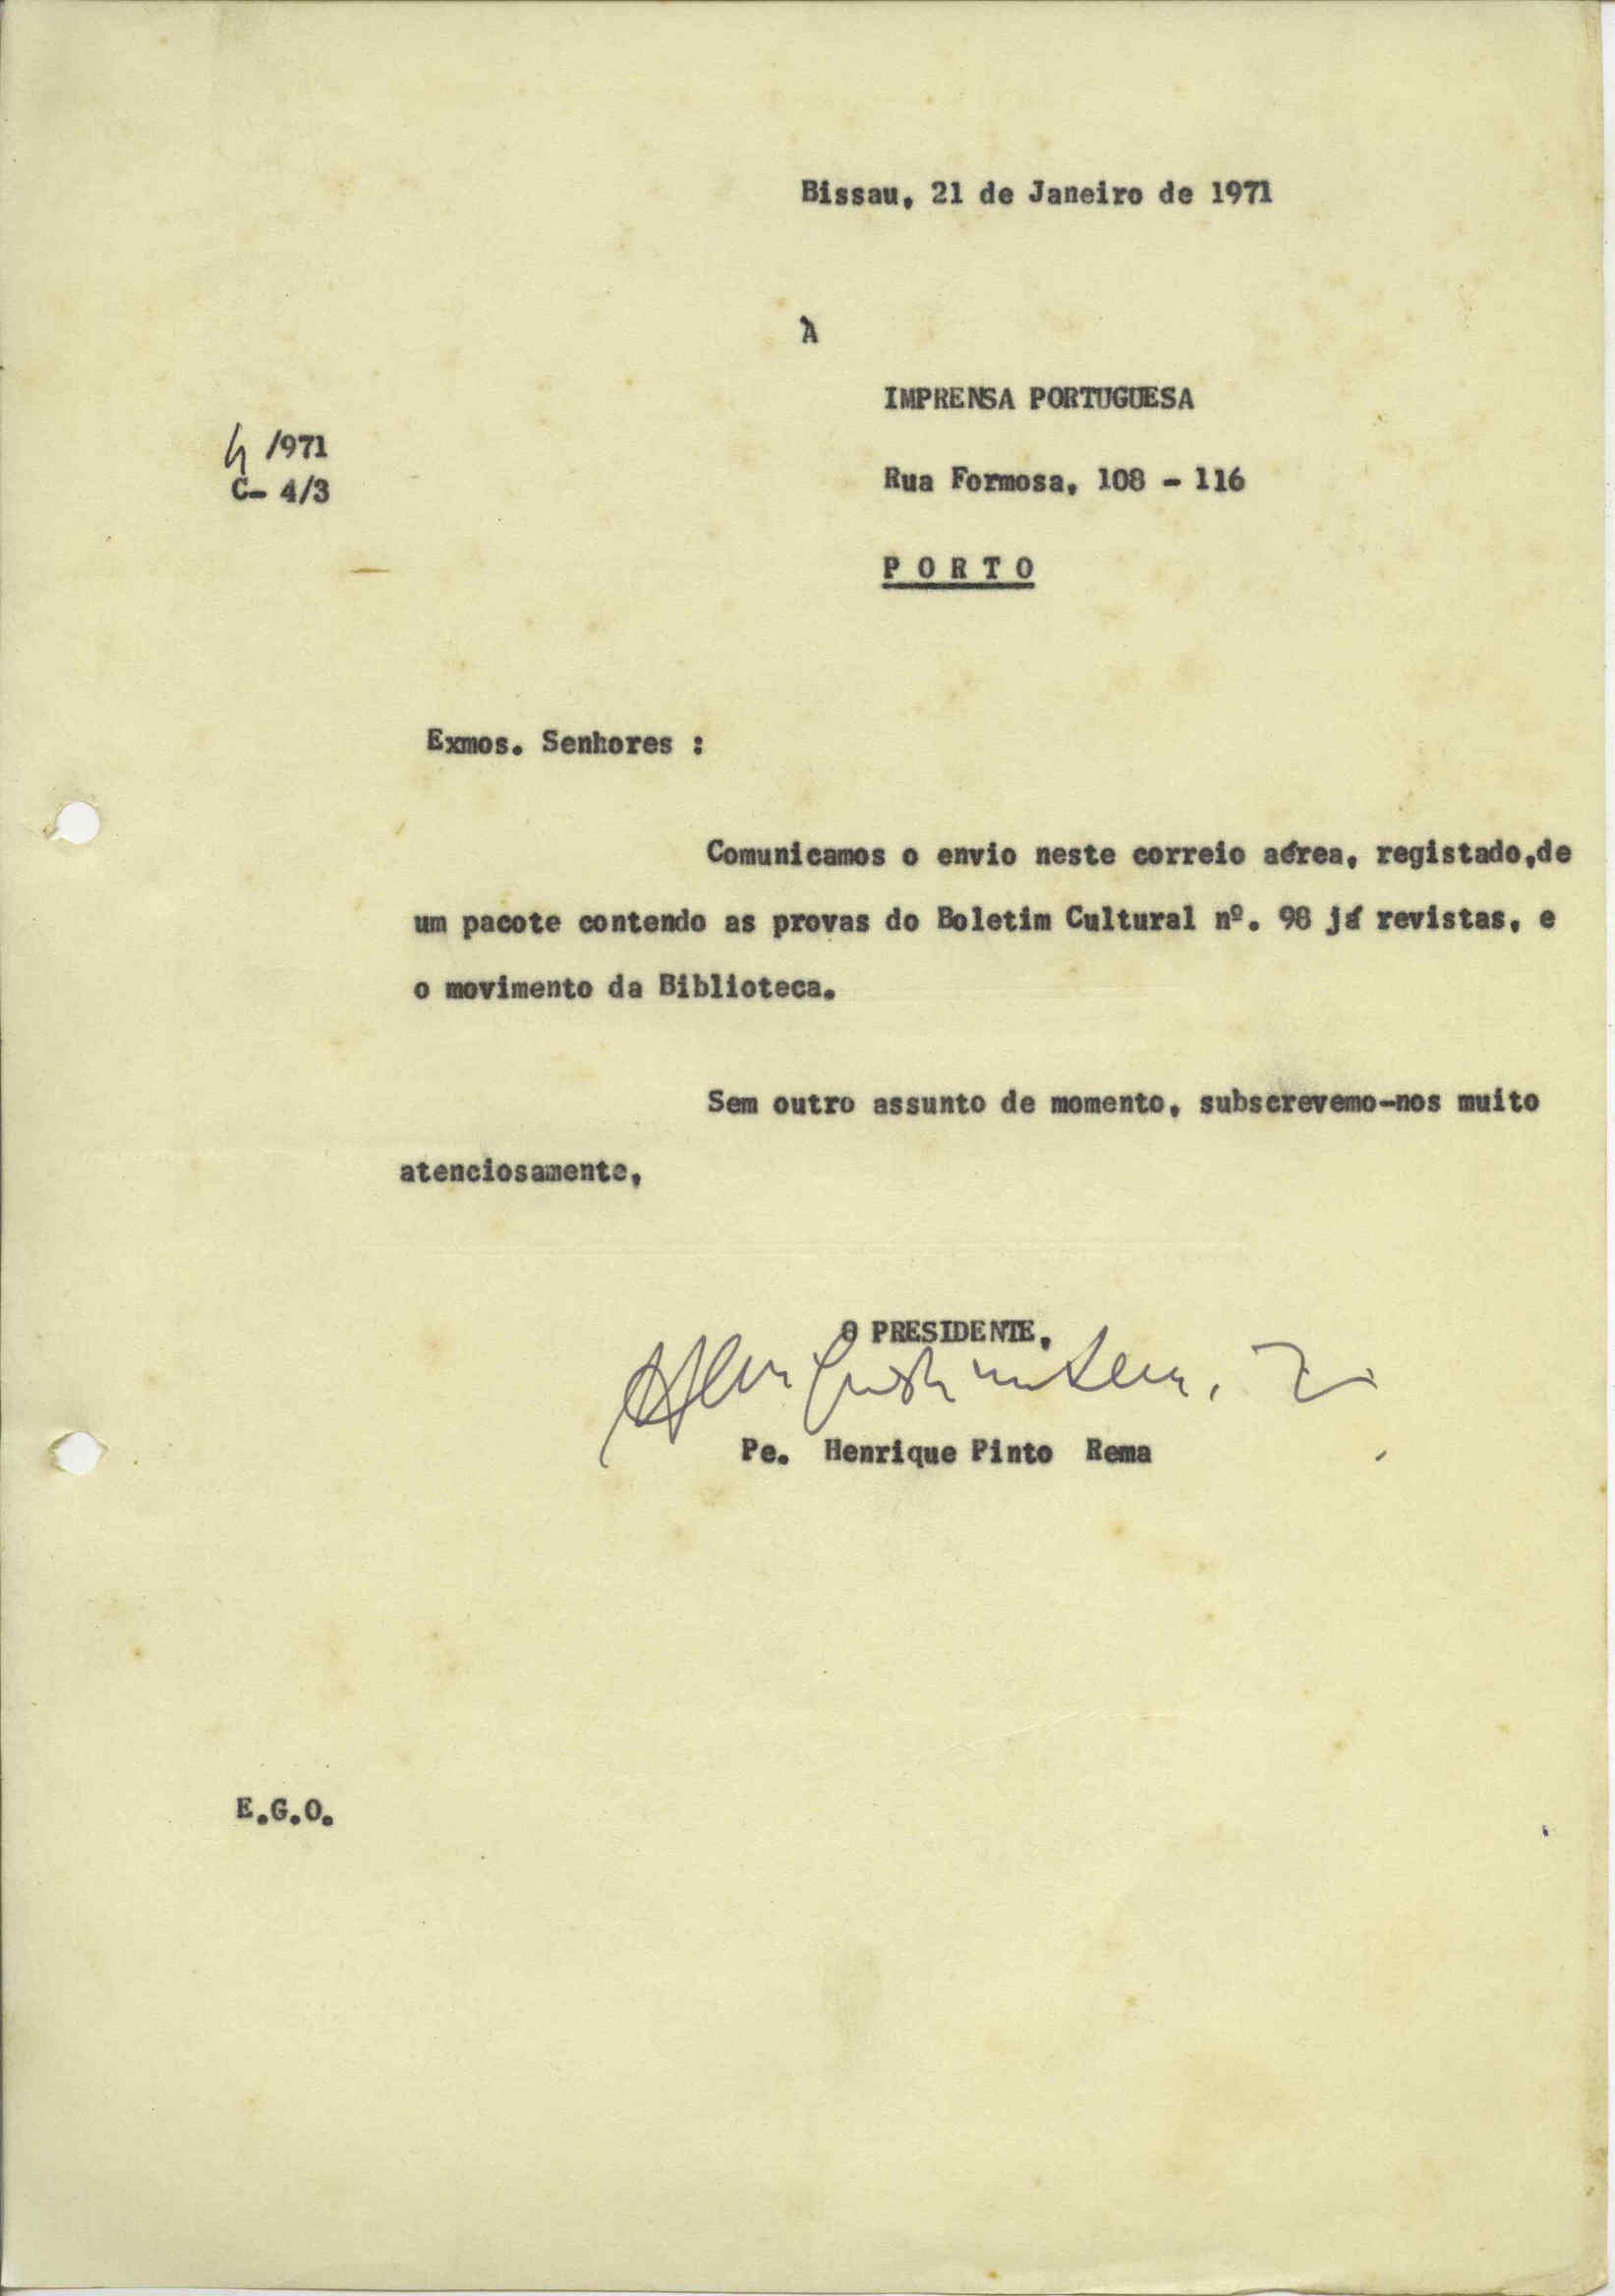 Bissau, 21 de Janeiro de 1971
À
IMPRENSA PORTUGUESA
4 /971
C- 4/3
Rua Formosa, 108 - 116
P O R T O
Exmos. Senhores :
Comunicamos o envio neste correio aérea, registado,de
um pacote contendo as provas do Boletim Cultural nº. 98 já revistas, e
o movimento da Biblioteca.
Sem outro assunto de momento, subscrevemo-nos muito
atenciosamente,
O PRESIDENTE,
Pe. Henrique Pinto Rema
E.G.O.